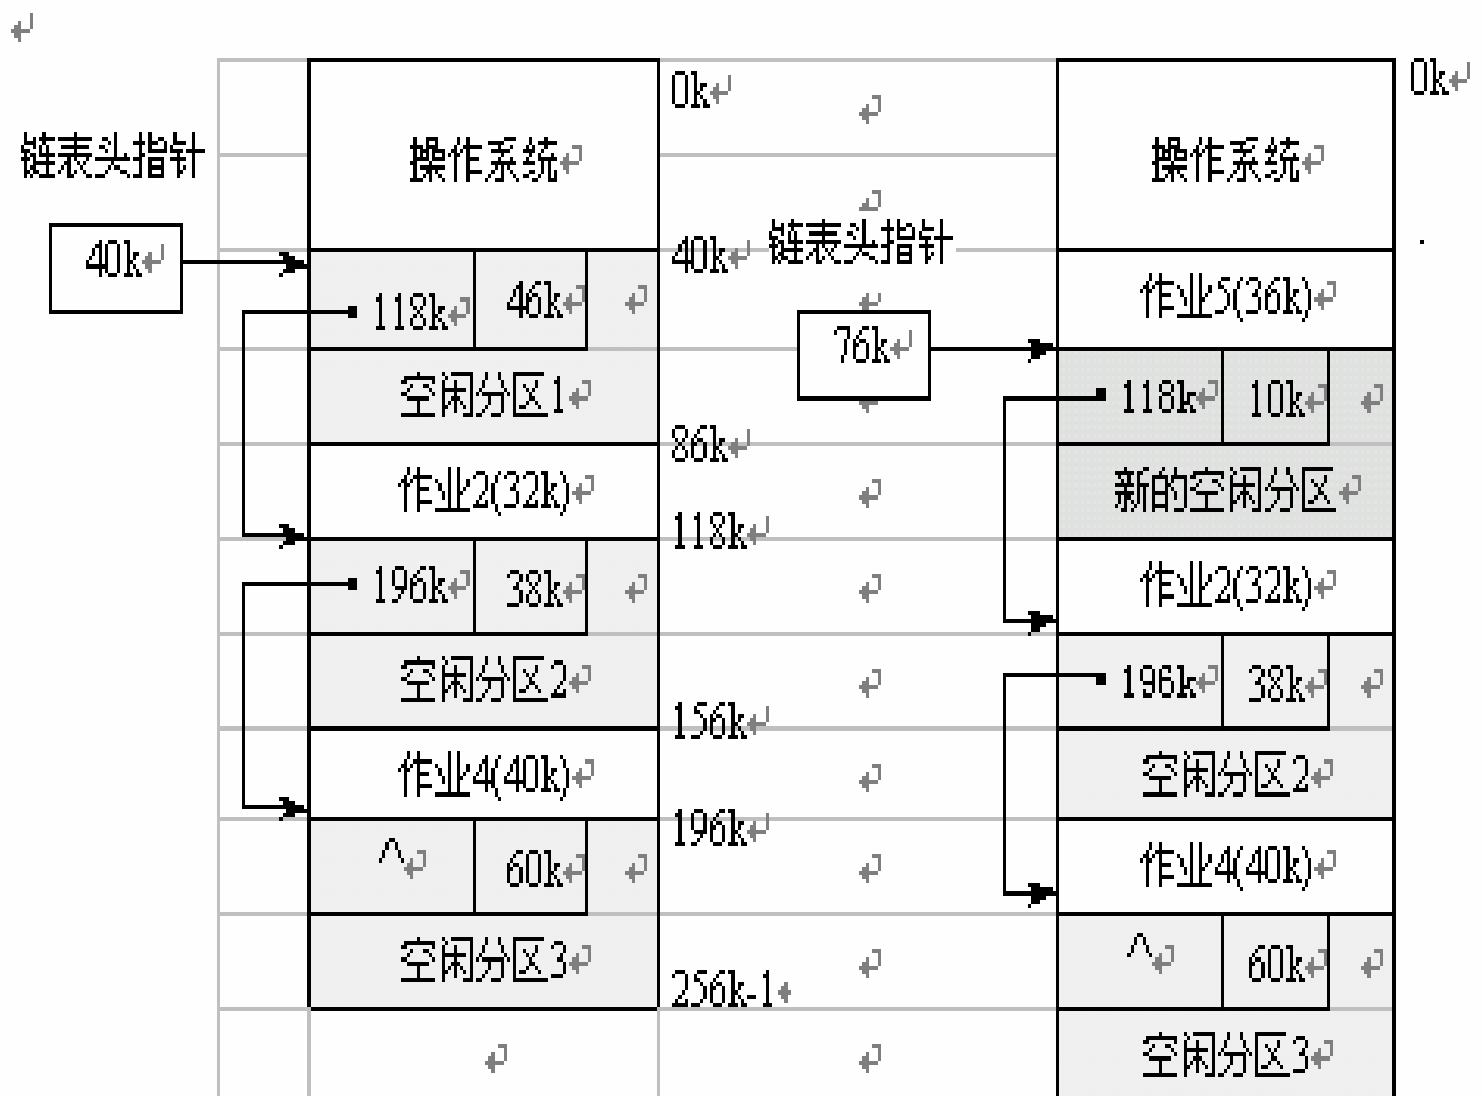 链表头指针
40k
操作系统
118k 46k
空闲分区1
作业2(32k)
196k 38k
空闲分区2
作业4(40k)
^ 60k
空闲分区3
0k
40k
86k
118k
156k
196k
256k-1
链表头指针
76k
0k
操作系统
作业5(36k)
118k 10k
新的空闲分区
作业2(32k)
196k 38k
空闲分区2
作业4(40k)
^ 60k
空闲分区3